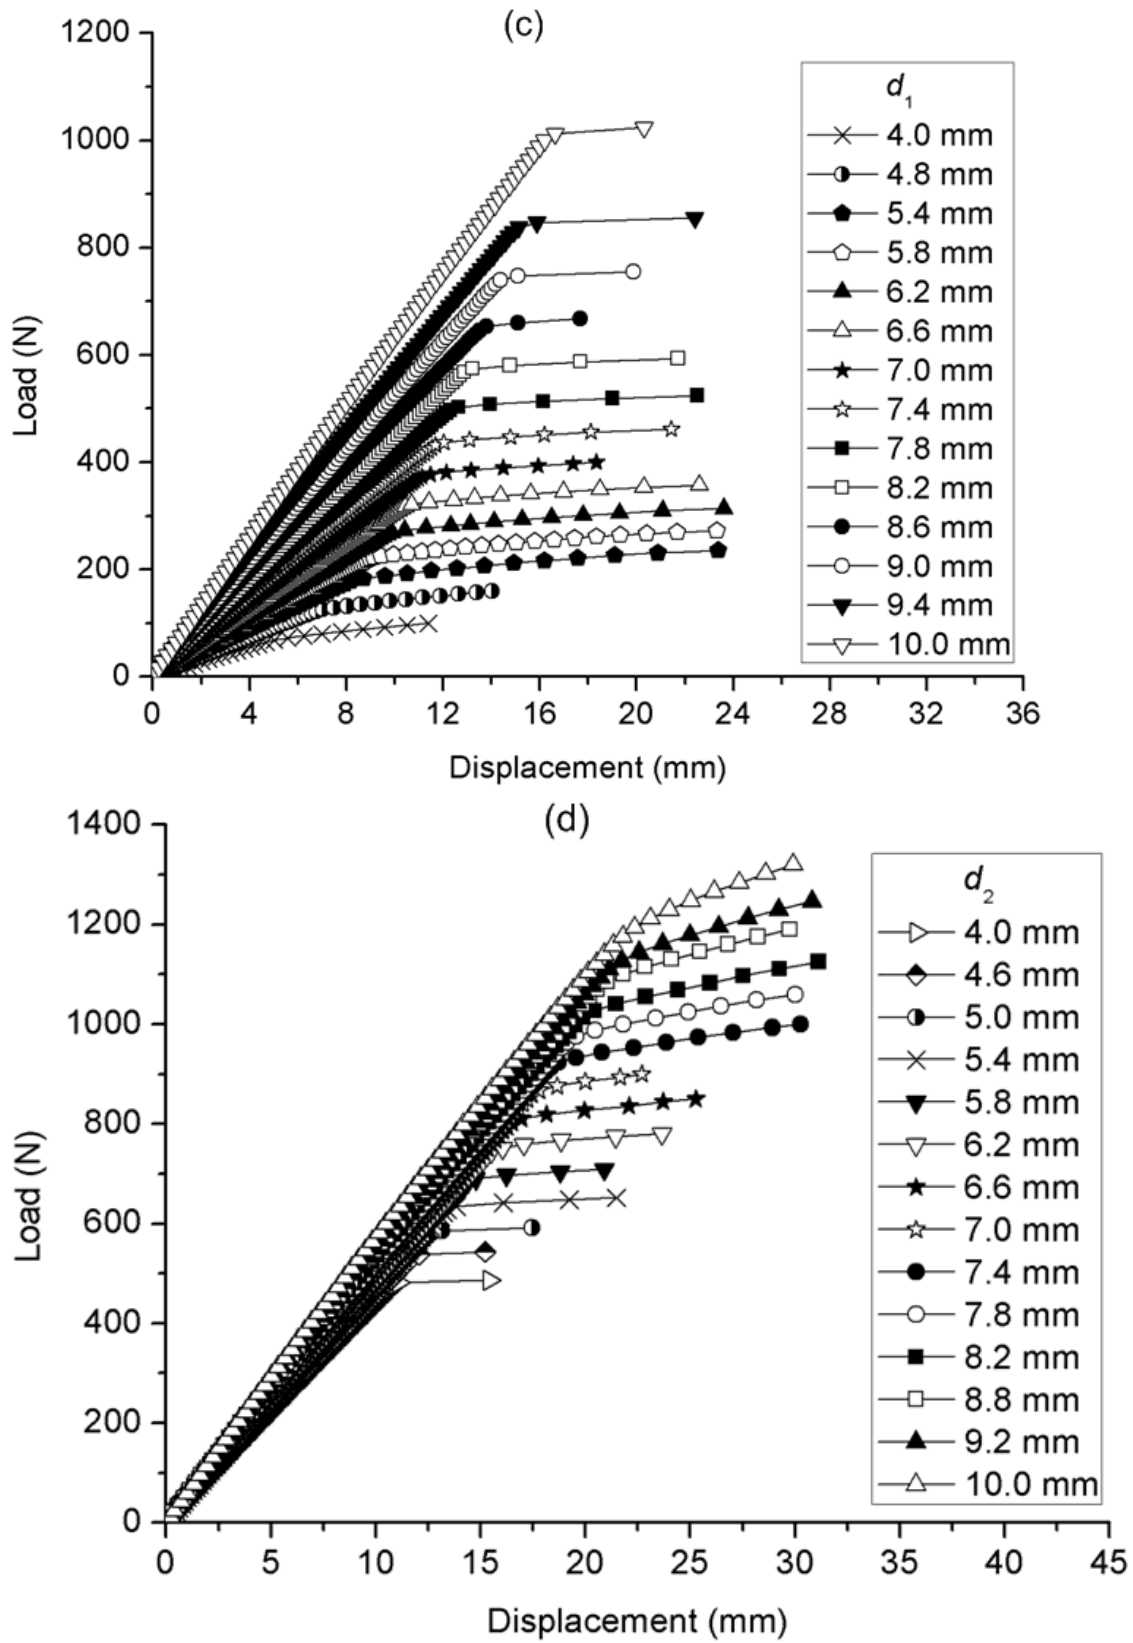 (c)
1200
1000
800
600
400
200
0
Load (N)
0 4 8 12 16 20 24 28 32 36
Displacement (mm)
d1
4.0 mm
4.8 mm
5.4 mm
5.8 mm
6.2 mm
6.6 mm
7.0 mm
7.4 mm
7.8 mm
8.2 mm
8.6 mm
9.0 mm
9.4 mm
10.0 mm
(d)
1400
1200
1000
800
600
400
200
0
Load (N)
0 5 10 15 20 25 30 35 40 45
Displacement (mm)
d2
4.0 mm
4.6 mm
5.0 mm
5.4 mm
5.8 mm
6.2 mm
6.6 mm
7.0 mm
7.4 mm
7.8 mm
8.2 mm
8.8 mm
9.2 mm
10.0 mm